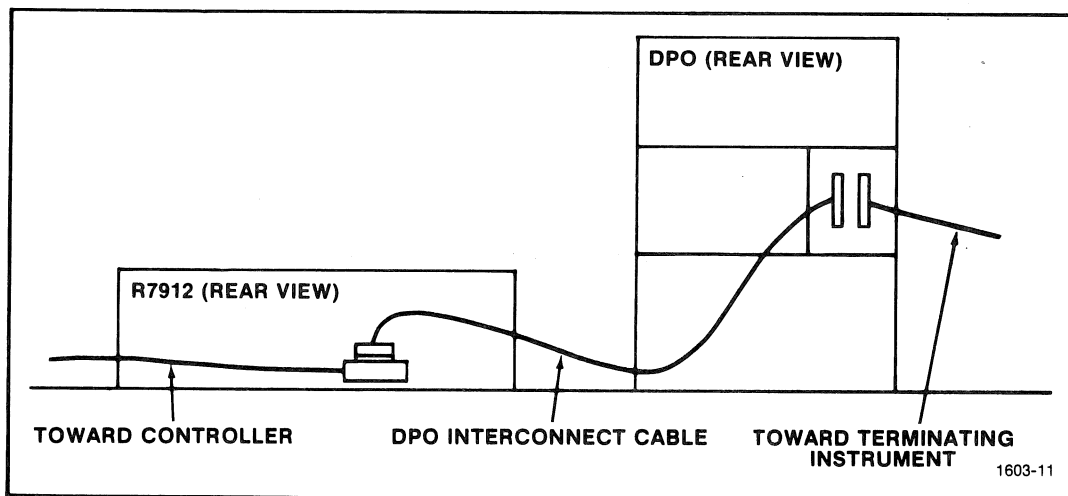 DPO (REAR VIEW)
R7912 (REAR VIEW)
TOWARD CONTROLLER
DPO INTERCONNECT CABLE
TOWARD TERMINATING
INSTRUMENT
1603-11